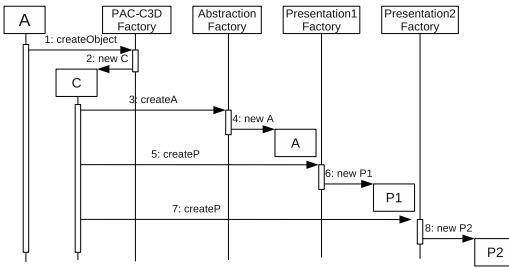 A
PAC-C3D
Factory
Abstraction
Factory
Presentation1
Factory
Presentation2
Factory
1: createObject
2: new C
C
3: createA
4: new A
A
5: createP
6: new P1
P1
7: createP
8: new P2
P2